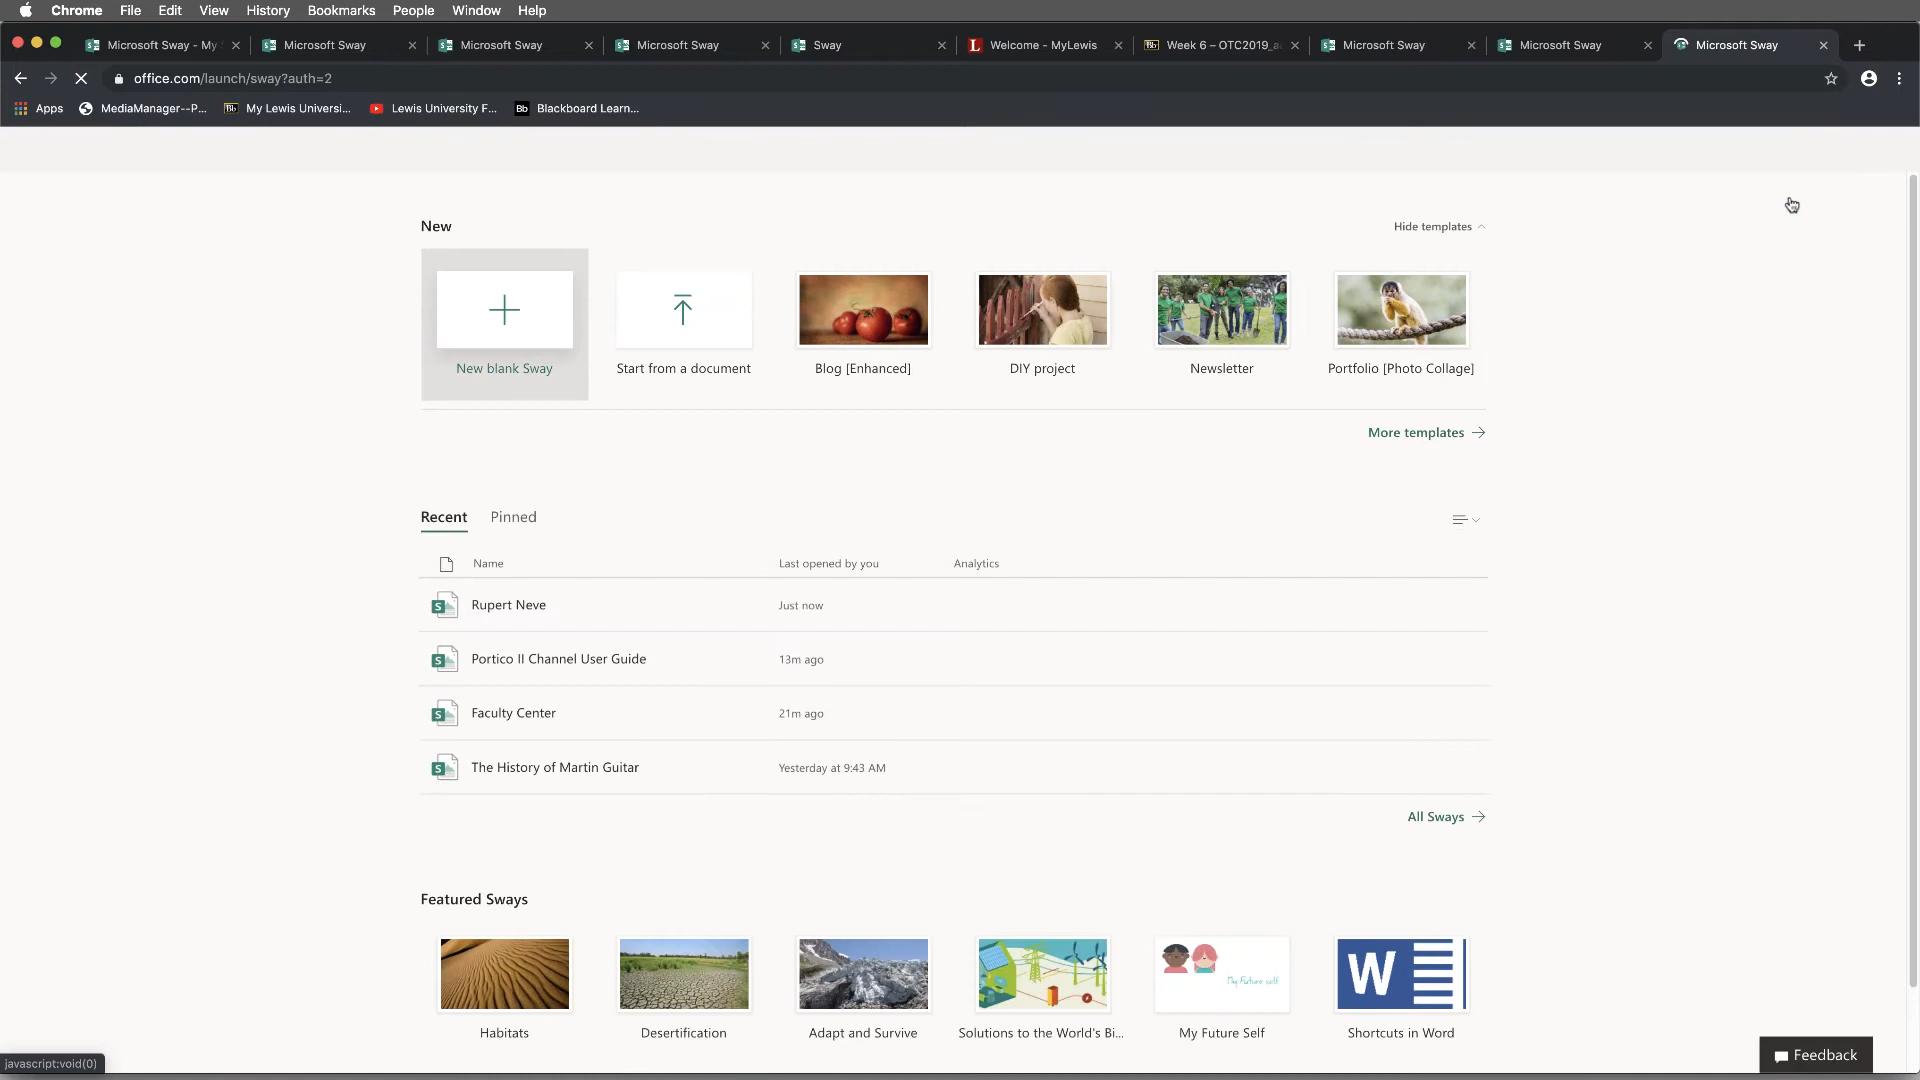 Chrome File Edit View History Bookmarks People Window Help
Microsoft Sway - My Microsoft Sway Microsoft Sway Microsoft Sway Sway Welcome - MyLewis Week 6 – OTC2019_a Microsoft Sway Microsoft Sway Microsoft Sway
office.com/launch/sway?auth=2
Apps MediaManager--P... My Lewis Universi... Lewis University F... Bb Blackboard Learn...
New Hide templates
New blank Sway Start from a document Blog [Enhanced] DIY project Newsletter Portfolio [Photo Collage]
More templates
Recent Pinned
Name Last opened by you Analytics
S Rupert Neve Just now
S Portico II Channel User Guide 13m ago
S Faculty Center 21m ago
S The History of Martin Guitar Yesterday at 9:43 AM
All Sways
Featured Sways
My Future self
W
Habitats Desertification Adapt and Survive Solutions to the World's Bi... My Future Self Shortcuts in Word
Feedback
javascript:void(0)